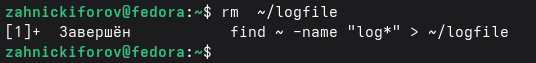 zahnickiforov@fedora:~$ rm  ~/logfile
[1]+  Завершён         find ~ -name "log*" > ~/logfile
zahnickiforov@fedora:~$